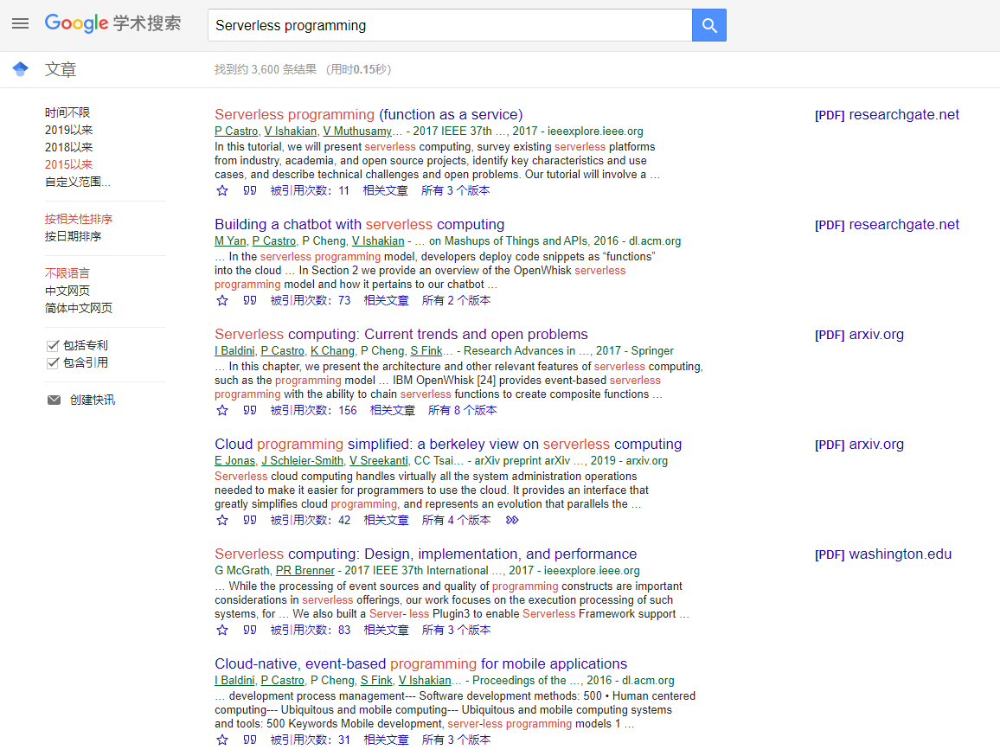 Google 学术搜索
Serverless programming
文章
找到约 3,600 条结果 （用时0.15秒）
时间不限
2019以来
2018以来
2015以来
自定义范围...
按相关性排序
按日期排序
不限语言
中文网页
简体中文网页
包括专利
包含引用
创建快讯
Serverless programming (function as a service)
P Castro, V Ishakian, V Muthusamy… - 2017 IEEE 37th …, 2017 - ieeexplore.ieee.org
In this tutorial, we will present serverless computing, survey existing serverless platforms
from industry, academia, and open source projects, identify key characteristics and use
cases, and describe technical challenges and open problems. Our tutorial will involve a …
被引用次数：11 相关文章 所有 3 个版本
[PDF] researchgate.net
Building a chatbot with serverless computing
M Yan, P Castro, P Cheng, V Ishakian - … on Mashups of Things and APIs, 2016 - dl.acm.org
… In the serverless programming model, developers deploy code snippets as “functions”
into the cloud … In Section 2 we provide an overview of the OpenWhisk serverless
programming model and how it pertains to our chatbot …
被引用次数：73 相关文章 所有 2 个版本
[PDF] researchgate.net
Serverless computing: Current trends and open problems
I Baldini, P Castro, K Chang, P Cheng, S Fink… - Research Advances in …, 2017 - Springer
… In this chapter, we present the architecture and other relevant features of serverless computing,
such as the programming model … IBM OpenWhisk [24] provides event-based serverless
programming with the ability to chain serverless functions to create composite functions …
被引用次数：156 相关文章 所有 8 个版本
[PDF] arxiv.org
Cloud programming simplified: a berkeley view on serverless computing
E Jonas, J Schleier-Smith, V Sreekanti, CC Tsai… - arXiv preprint arXiv …, 2019 - arxiv.org
Serverless cloud computing handles virtually all the system administration operations
needed to make it easier for programmers to use the cloud. It provides an interface that
greatly simplifies cloud programming, and represents an evolution that parallels the …
被引用次数：42 相关文章 所有 4 个版本
[PDF] arxiv.org
Serverless computing: Design, implementation, and performance
G McGrath, PR Brenner - 2017 IEEE 37th International …, 2017 - ieeexplore.ieee.org
… While the processing of event sources and quality of programming constructs are important
considerations in serverless offerings, our work focuses on the execution processing of such
systems, for … We also built a Server- less Plugin3 to enable Serverless Framework support …
被引用次数：83 相关文章 所有 3 个版本
[PDF] washington.edu
Cloud-native, event-based programming for mobile applications
I Baldini, P Castro, P Cheng, S Fink, V Ishakian… - Proceedings of the …, 2016 - dl.acm.org
… development process management--- Software development methods: 500 • Human centered
computing--- Ubiquitous and mobile computing--- Ubiquitous and mobile computing systems
and tools: 500 Keywords Mobile development, server-less programming models 1 …
被引用次数：31 相关文章 所有 3 个版本